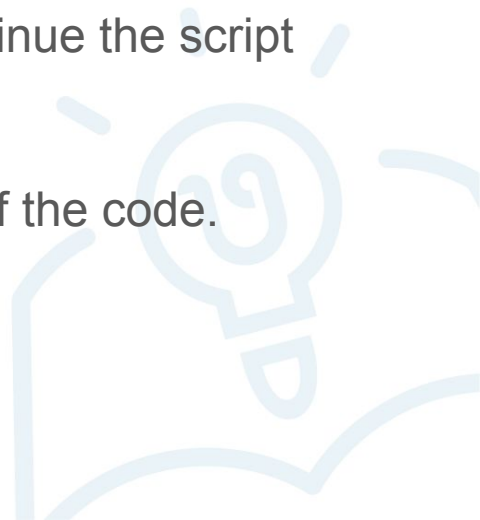 inue the script
f the code.